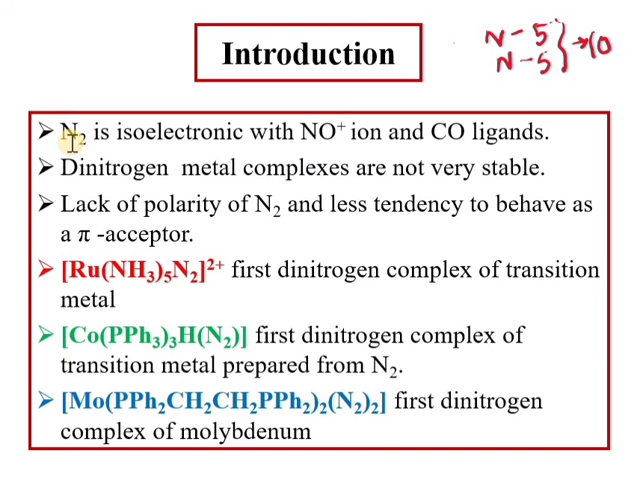 Introduction
N - 5
N - 5 } → 10
➤ N₂ is isoelectronic with NO⁺ ion and CO ligands.
➤ Dinitrogen metal complexes are not very stable.
➤ Lack of polarity of N₂ and less tendency to behave as
a π -acceptor.
➤ [Ru(NH₃)₅N₂]²⁺ first dinitrogen complex of transition
metal
➤ [Co(PPh₃)₃H(N₂)] first dinitrogen complex of
transition metal prepared from N₂.
➤ [Mo(PPh₂CH₂CH₂PPh₂)₂(N₂)₂] first dinitrogen
complex of molybdenum